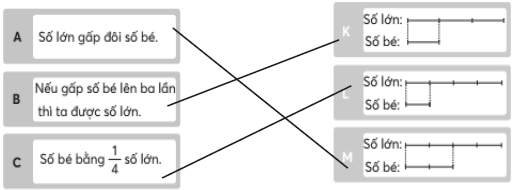 A
Số lớn gấp đôi số bé.
B
Nếu gấp số bé lên ba lần
thì ta được số lớn.
C
Số bé bằng 1/4 số lớn.
K
Số lớn:
Số bé:
L
Số lớn:
Số bé:
M
Số lớn:
Số bé: